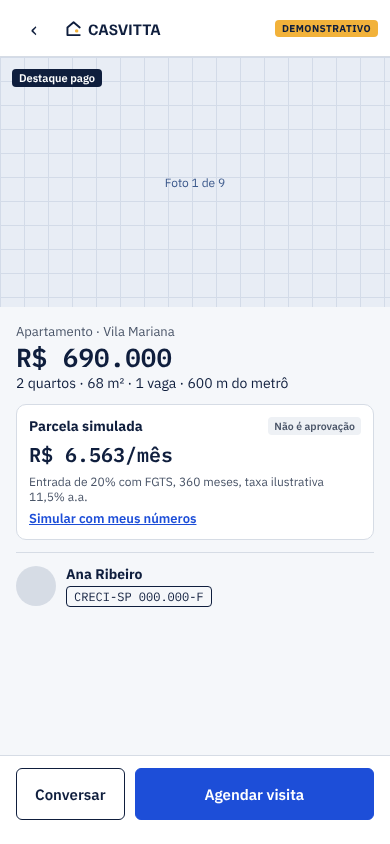 ‹ CASVITTA DEMONSTRATIVO
Destaque pago
Foto 1 de 9
Apartamento · Vila Mariana
R$ 690.000
2 quartos · 68 m² · 1 vaga · 600 m do metrô
Parcela simulada Não é aprovação
R$ 6.563/mês
Entrada de 20% com FGTS, 360 meses, taxa ilustrativa
11,5% a.a.
Simular com meus números
Ana Ribeiro
CRECI-SP 000.000-F
Conversar Agendar visita